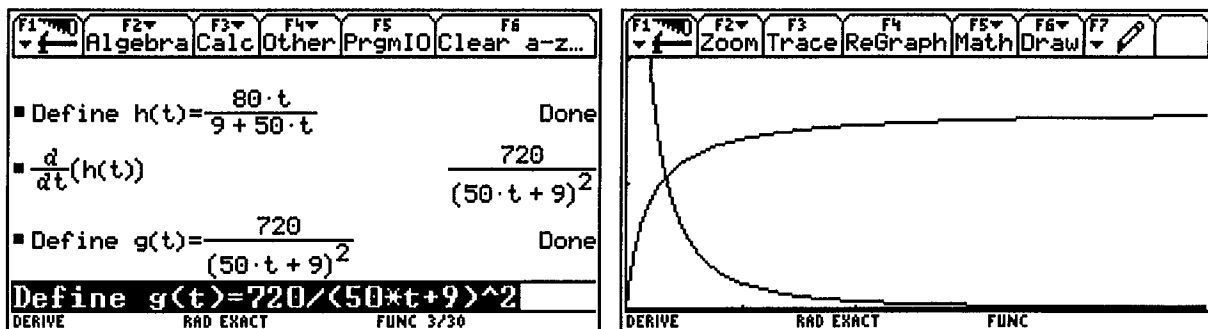 F1 F2 Algebra F3 Calc F4 Other F5 PrgmIO F6 Clear a-z…
■ Define h(t)=80·t/(9 + 50·t) Done
■ d/dt(h(t)) 720/(50·t + 9)²
■ Define g(t)=720/(50·t + 9)² Done
Define g(t)=720/(50*t+9)^2
DERIVE RAD EXACT FUNC 3/30
F1 F2 Zoom F3 Trace F4 ReGraph F5 Math F6 Draw F7
DERIVE RAD EXACT FUNC